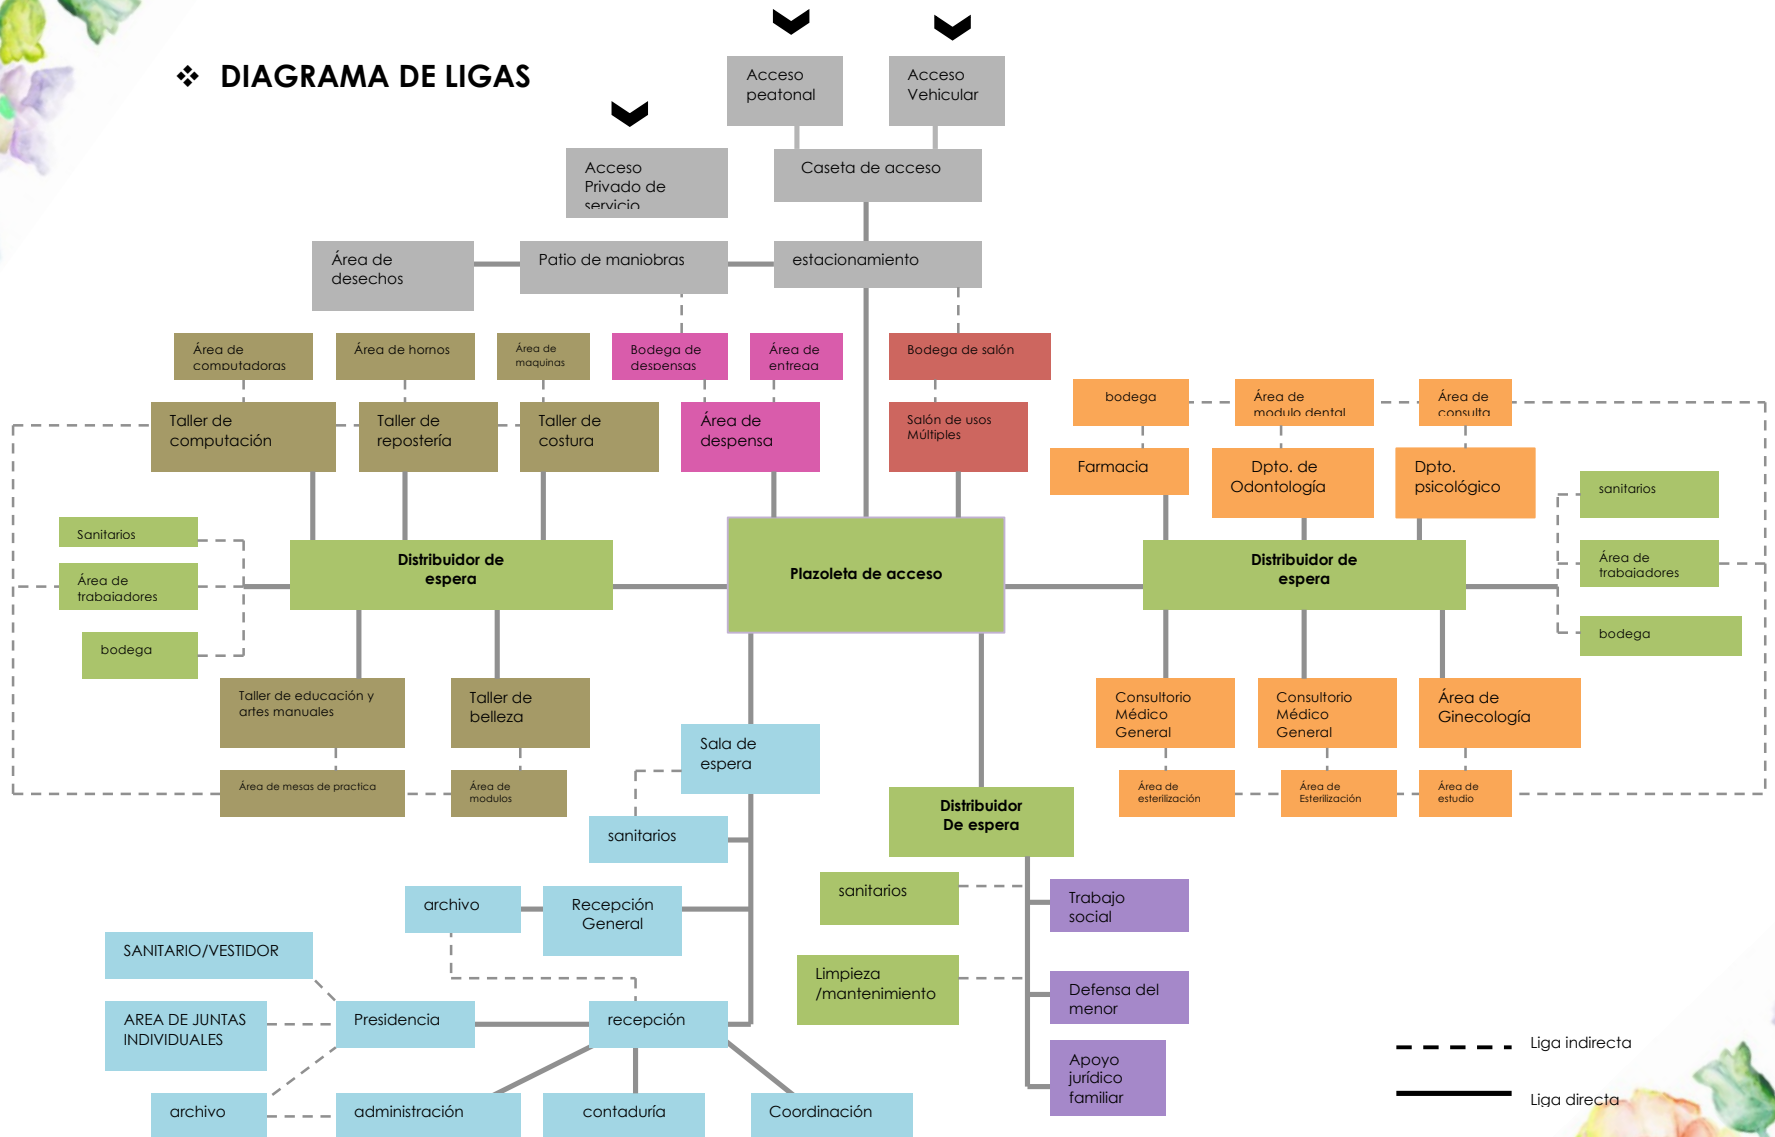 ❖ DIAGRAMA DE LIGAS
Acceso
peatonal
Acceso
Vehicular
Acceso
Privado de
servicio
Caseta de acceso
Área de
desechos
Patio de maniobras
estacionamiento
Área de
computadoras
Área de hornos
Área de
maquinas
Bodega de
despensas
Área de
entrega
Bodega de salón
Taller de
computación
Taller de
repostería
Taller de
costura
Área de
despensa
Salón de usos
Múltiples
bodega
Área de
modulo dental
Área de
consulta
Farmacia
Dpto. de
Odontología
Dpto.
psicológico
sanitarios
Sanitarios
Área de
trabajadores
bodega
Distribuidor de
espera
Plazoleta de acceso
Distribuidor de
espera
Área de
trabajadores
bodega
Taller de educación y
artes manuales
Taller de
belleza
Consultorio
Médico
General
Consultorio
Médico
General
Área de
Ginecología
Sala de
espera
Área de mesas de practica
Área de
modulos
Área de
esterilización
Área de
Esterilización
Área de
estudio
Distribuidor
De espera
sanitarios
sanitarios
Trabajo
social
archivo
Recepción
General
SANITARIO/VESTIDOR
Limpieza
/mantenimiento
Defensa del
menor
AREA DE JUNTAS
INDIVIDUALES
Presidencia
recepción
Apoyo
jurídico
familiar
archivo
administración
contaduría
Coordinación
Liga indirecta
Liga directa